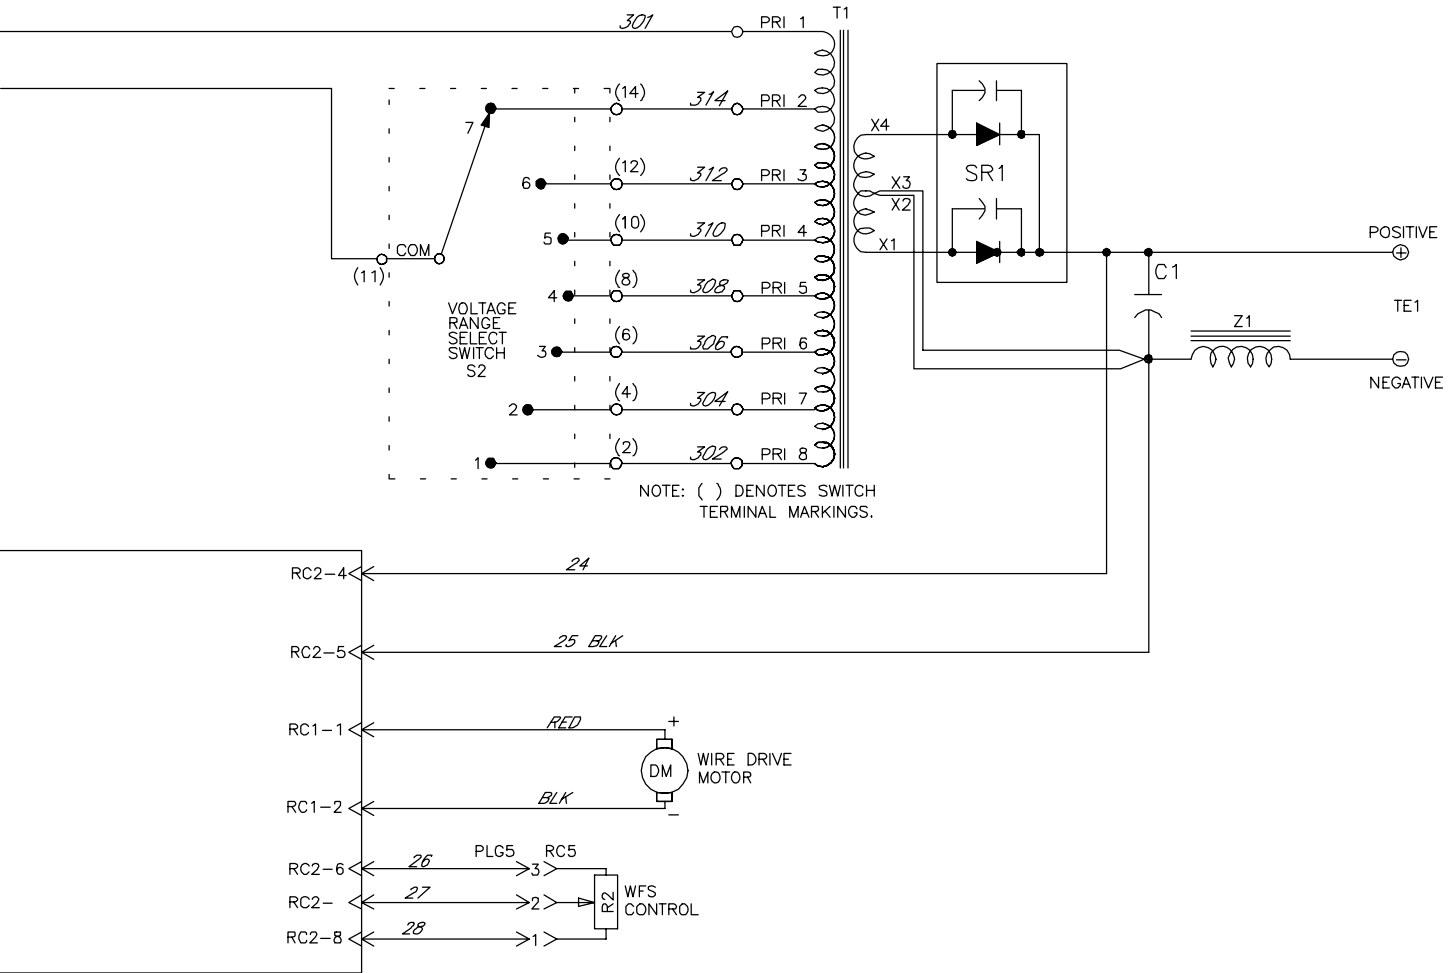 T1
301
PRI 1
(14)
314
PRI 2
7
X4
(12)
312
PRI 3
6
SR1
X3
X2
(10)
310
PRI 4
5
X1
POSITIVE
+
COM
(11)
(8)
308
PRI 5
4
C1
VOLTAGE
RANGE
SELECT
SWITCH
S2
TE1
(6)
306
PRI 6
3
Z1
−
NEGATIVE
(4)
304
PRI 7
2
(2)
302
PRI 8
1
NOTE: ( ) DENOTES SWITCH
TERMINAL MARKINGS.
RC2-4
24
RC2-5
25 BLK
RC1-1
RED
+
DM
WIRE DRIVE
MOTOR
RC1-2
BLK
−
PLG5 RC5
RC2-6
26
3
RC2-
27
2
R2
WFS
CONTROL
RC2-8
28
1